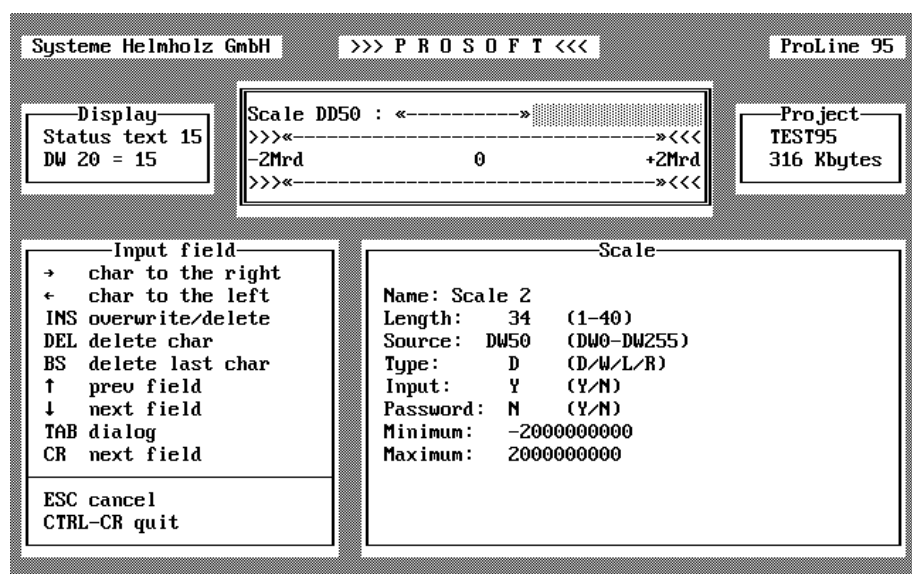 Systeme Helmholz GmbH
>>> P R O S O F T <<<
ProLine 95
Display
Status text 15
DW 20 = 15
Scale DD50 : «----------»
>>>«--------------------------------»<<<
-2Mrd 0 +2Mrd
>>>«--------------------------------»<<<
Project
TEST95
316 Kbytes
Input field
→ char to the right
← char to the left
INS overwrite/delete
DEL delete char
BS delete last char
↑ prev field
↓ next field
TAB dialog
CR next field
ESC cancel
CTRL-CR quit
Scale
Name: Scale 2
Length: 34 (1-40)
Source: DW50 (DW0-DW255)
Type: D (D/W/L/R)
Input: Y (Y/N)
Password: N (Y/N)
Minimum: -2000000000
Maximum: 2000000000